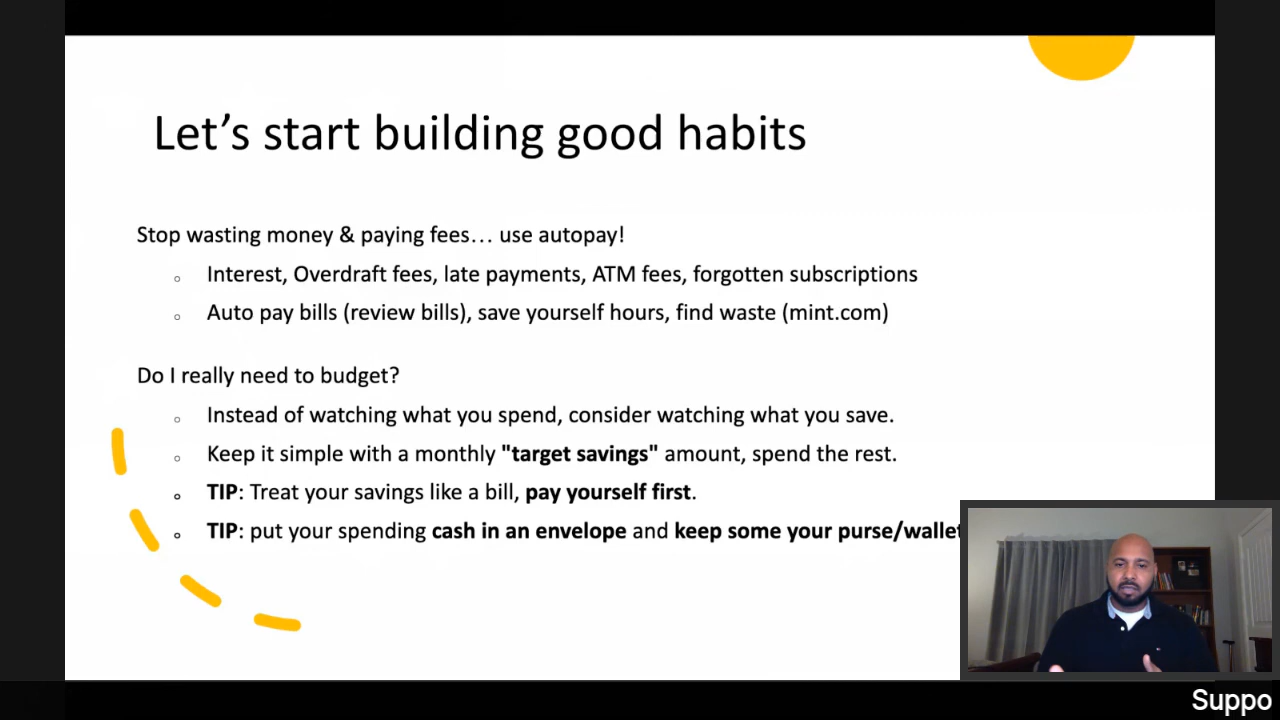 Let's start building good habits
Stop wasting money & paying fees… use autopay!
Interest, Overdraft fees, late payments, ATM fees, forgotten subscriptions
Auto pay bills (review bills), save yourself hours, find waste (mint.com)
Do I really need to budget?
Instead of watching what you spend, consider watching what you save.
Keep it simple with a monthly "target savings" amount, spend the rest.
TIP: Treat your savings like a bill, pay yourself first.
TIP: put your spending cash in an envelope and keep some your purse/wallet
Suppo